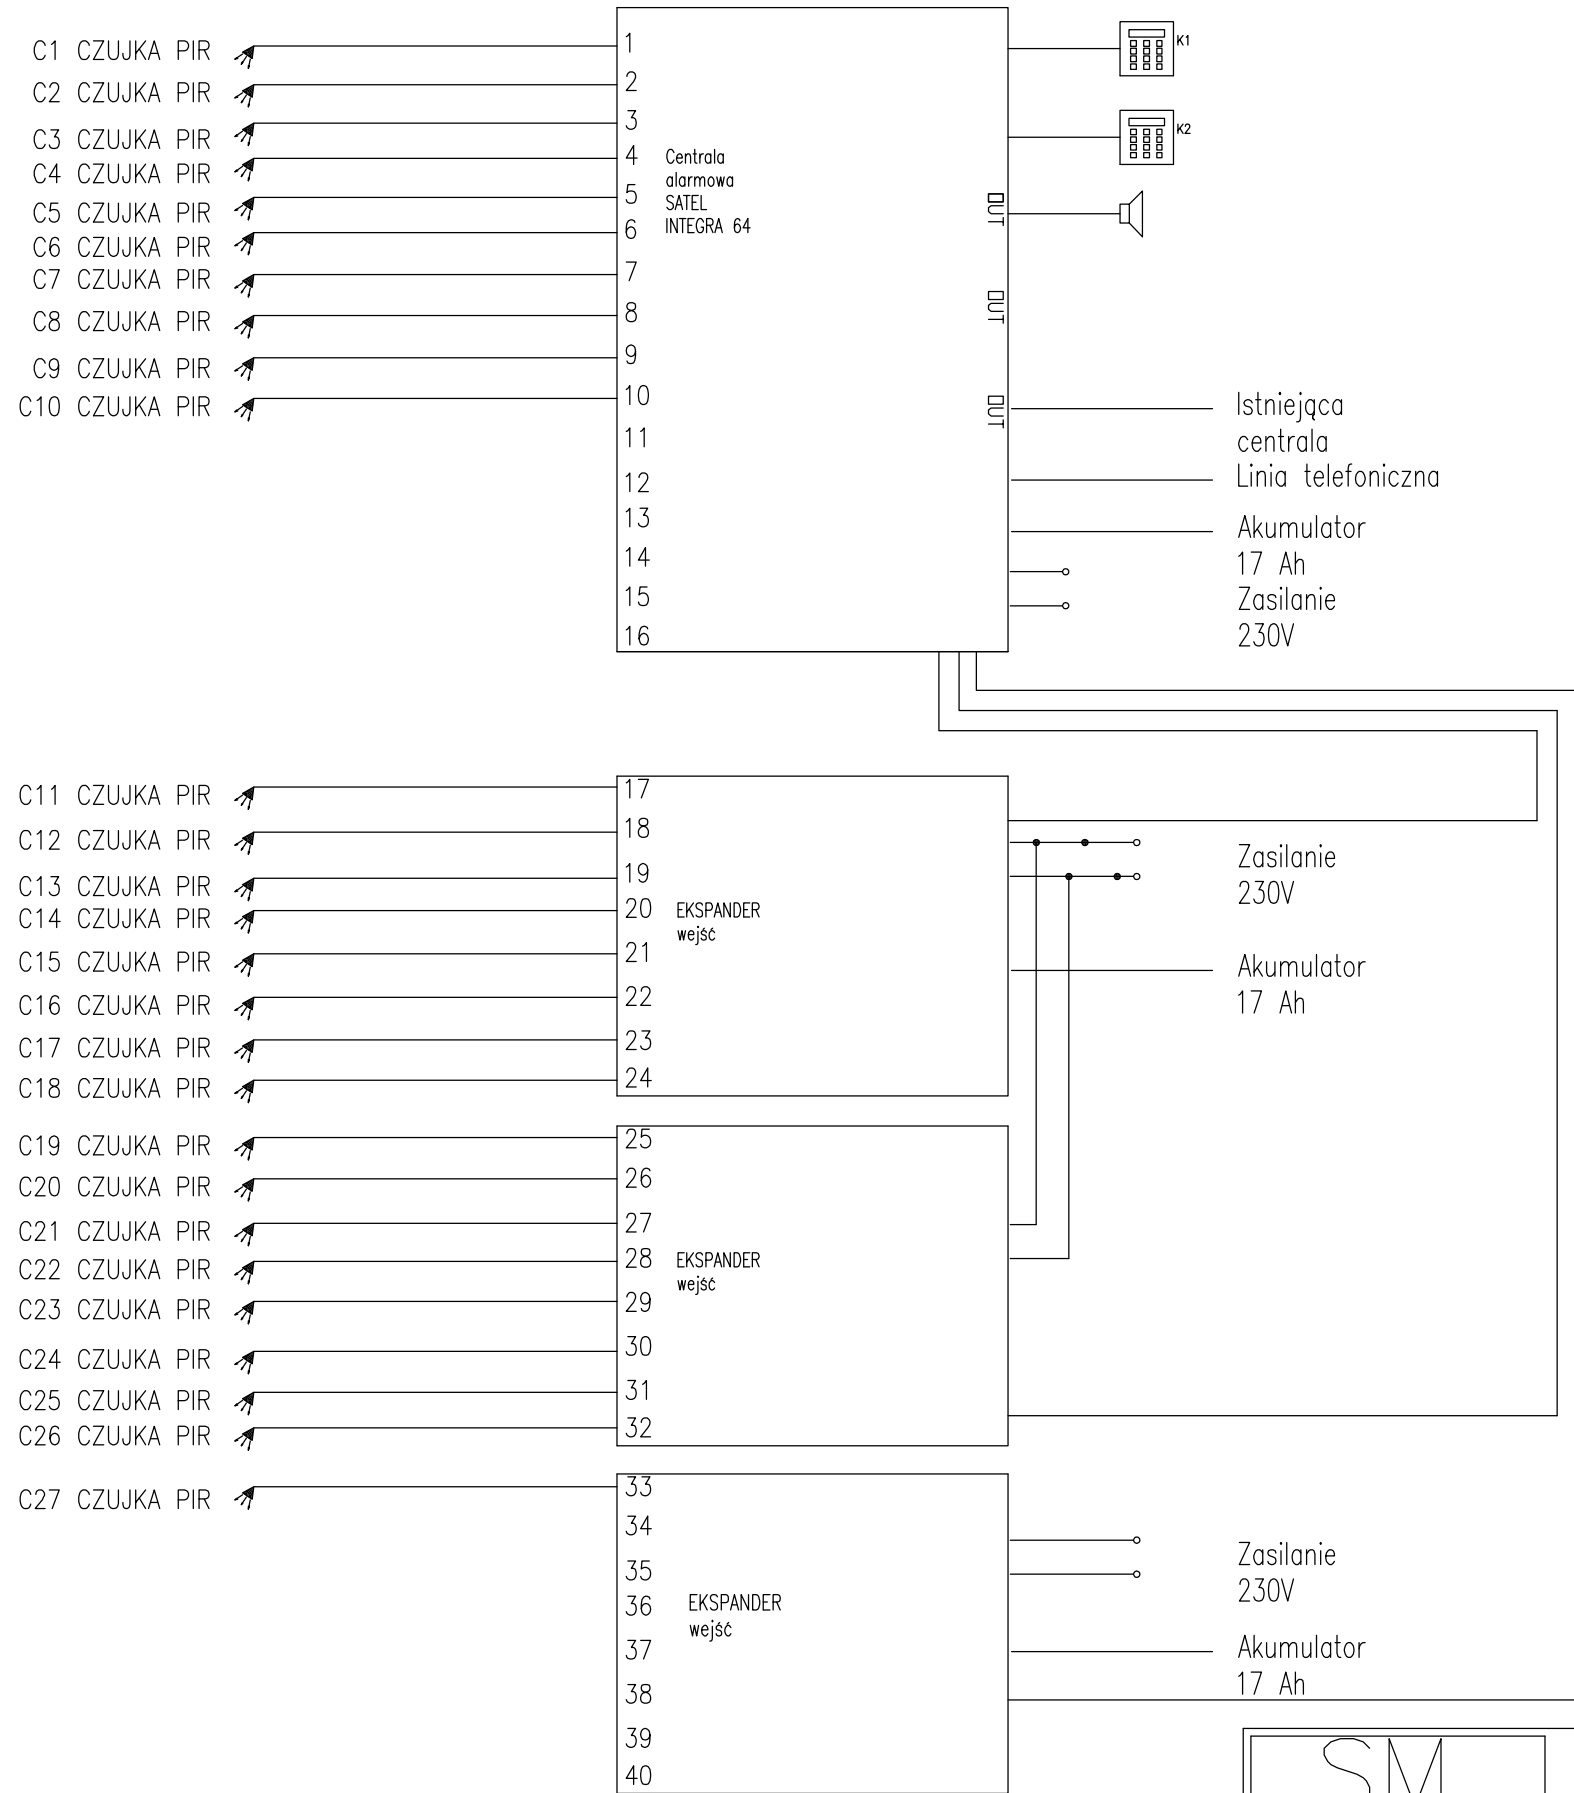 C1 CZUJKA PIR
C2 CZUJKA PIR
C3 CZUJKA PIR
C4 CZUJKA PIR
C5 CZUJKA PIR
C6 CZUJKA PIR
C7 CZUJKA PIR
C8 CZUJKA PIR
C9 CZUJKA PIR
C10 CZUJKA PIR
1
2
3
4
5
6
7
8
9
10
11
12
13
14
15
16
Centrala
alarmowa
SATEL
INTEGRA 64
K1
K2
OUT
OUT
OUT
Istniejąca
centrala
Linia telefoniczna
Akumulator
17 Ah
Zasilanie
230V
C11 CZUJKA PIR
C12 CZUJKA PIR
C13 CZUJKA PIR
C14 CZUJKA PIR
C15 CZUJKA PIR
C16 CZUJKA PIR
C17 CZUJKA PIR
C18 CZUJKA PIR
17
18
19
20
21
22
23
24
EKSPANDER
wejść
Zasilanie
230V
Akumulator
17 Ah
C19 CZUJKA PIR
C20 CZUJKA PIR
C21 CZUJKA PIR
C22 CZUJKA PIR
C23 CZUJKA PIR
C24 CZUJKA PIR
C25 CZUJKA PIR
C26 CZUJKA PIR
25
26
27
28
29
30
31
32
EKSPANDER
wejść
C27 CZUJKA PIR
33
34
35
36
37
38
39
40
EKSPANDER
wejść
Zasilanie
230V
Akumulator
17 Ah
SM